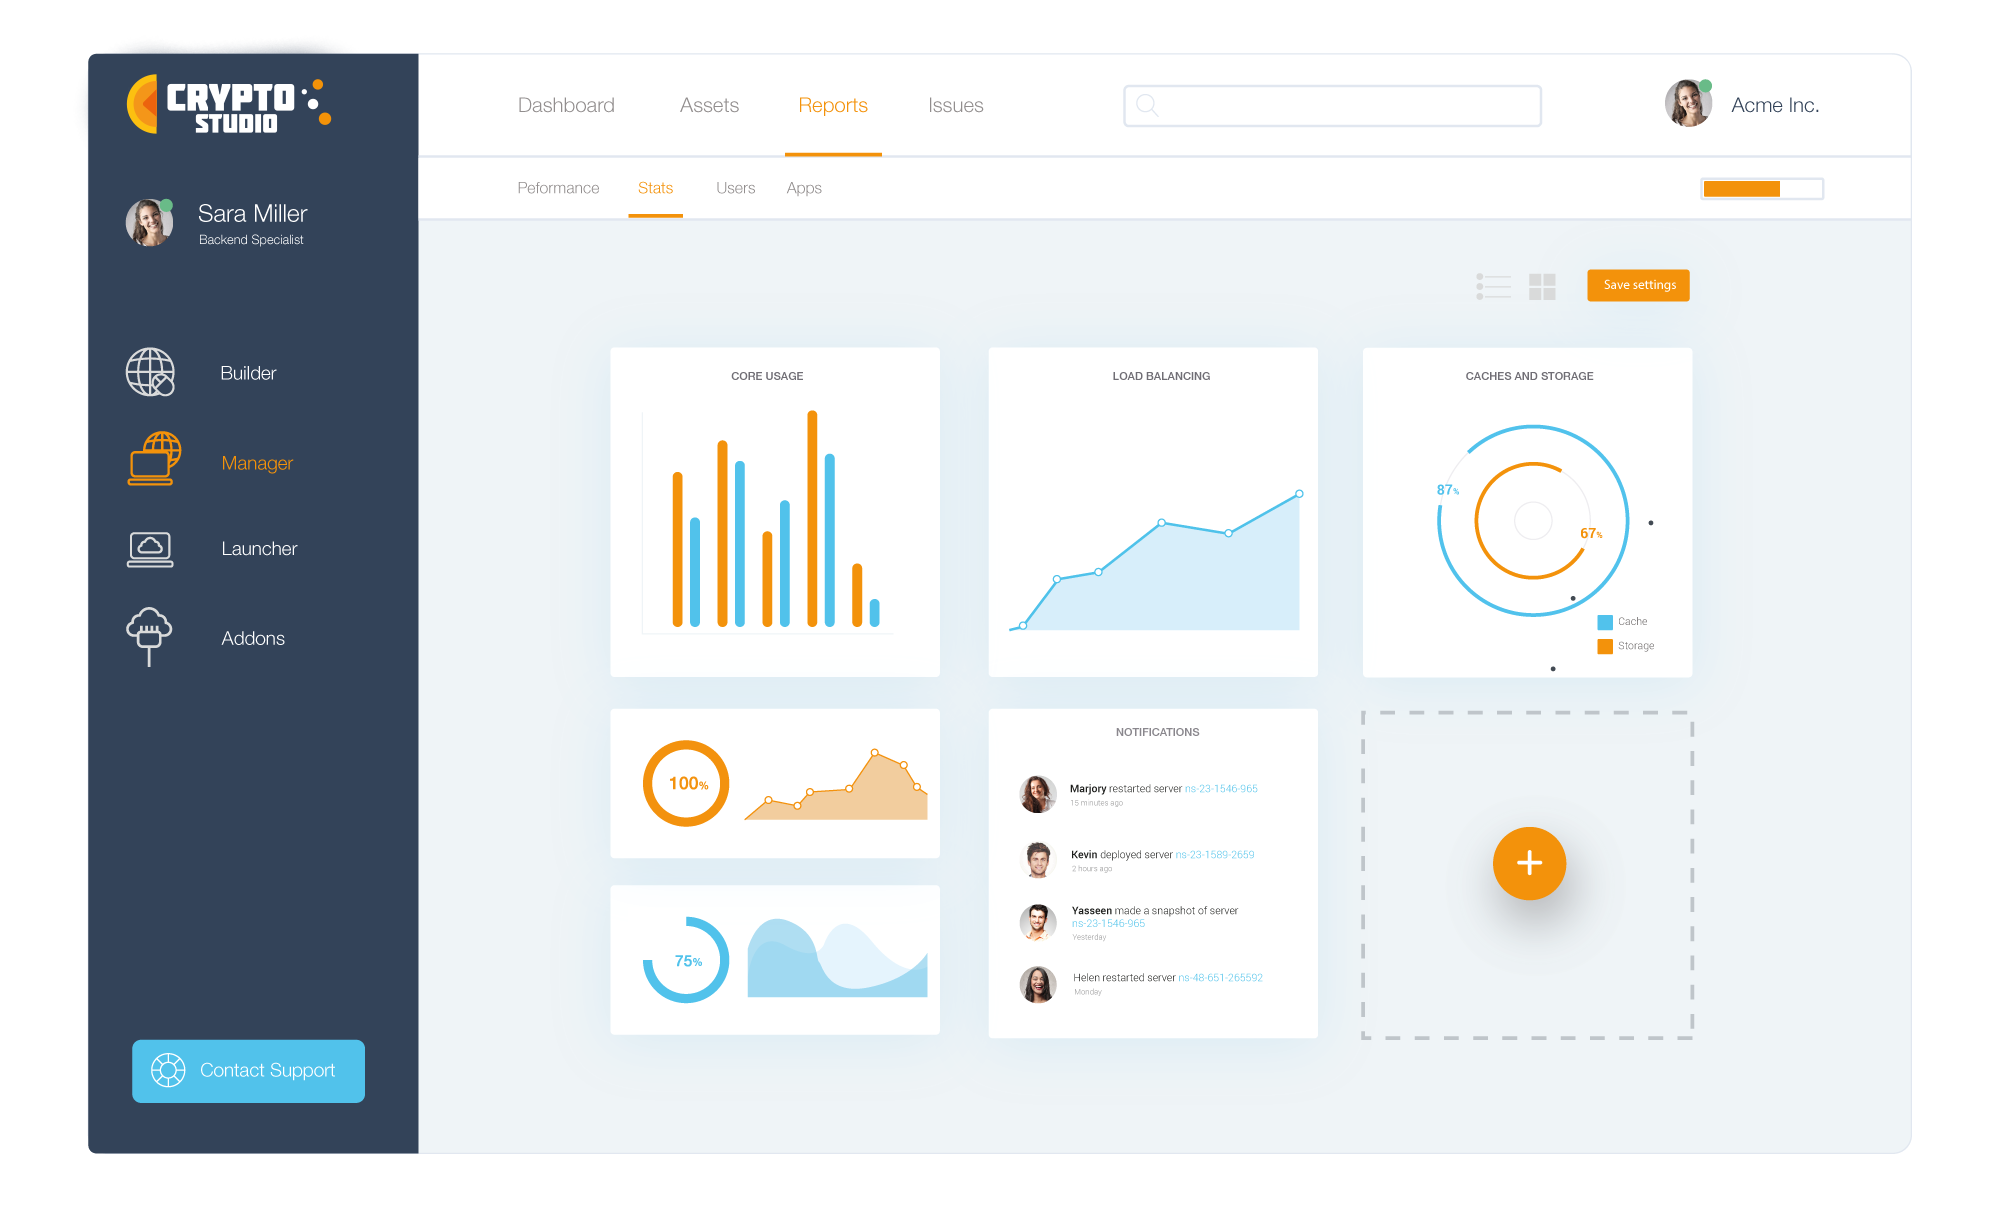 CRYPTO
STUDIO
Dashboard Assets Reports Issues
Acme Inc.
Peformance Stats Users Apps
Sara Miller
Backend Specialist
Builder
Manager
Launcher
Addons
Contact Support
Save settings
CORE USAGE
LOAD BALANCING
CACHES AND STORAGE
87%
67%
Cache
Storage
100%
75%
NOTIFICATIONS
Marjory restarted server ns-23-1546-965
15 minutes ago
Kevin deployed server ns-23-1589-2659
2 hours ago
Yasseen made a snapshot of server
ns-23-1546-965
Yesterday
Helen restarted server ns-48-651-265592
Monday